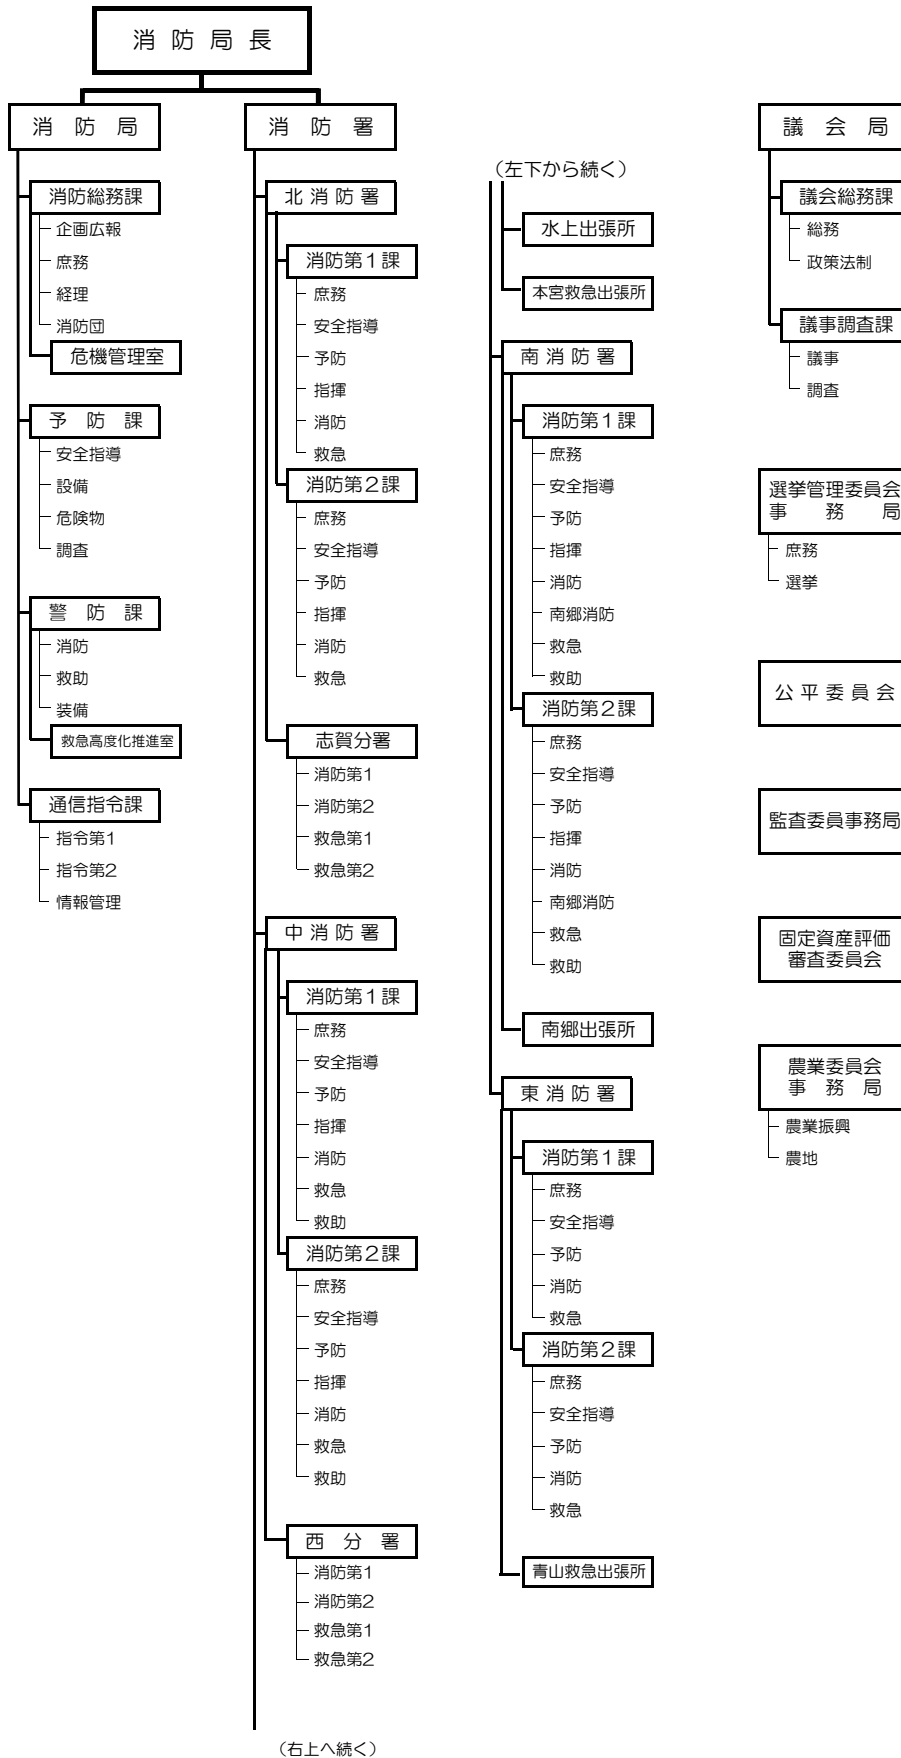 消防局長
消防局
消防総務課
企画広報
庶務
経理
消防団
危機管理室
予防課
安全指導
設備
危険物
調査
警防課
消防
救助
装備
救急高度化推進室
通信指令課
指令第1
指令第2
情報管理
消防署
北消防署
消防第1課
庶務
安全指導
予防
指揮
消防
救急
消防第2課
庶務
安全指導
予防
指揮
消防
救急
志賀分署
消防第1
消防第2
救急第1
救急第2
中消防署
消防第1課
庶務
安全指導
予防
指揮
消防
救急
救助
消防第2課
庶務
安全指導
予防
指揮
消防
救急
救助
西分署
消防第1
消防第2
救急第1
救急第2
（右上へ続く）
（左下から続く）
水上出張所
本宮救急出張所
南消防署
消防第1課
庶務
安全指導
予防
指揮
消防
南郷消防
救急
救助
消防第2課
庶務
安全指導
予防
指揮
消防
南郷消防
救急
救助
南郷出張所
東消防署
消防第1課
庶務
安全指導
予防
消防
救急
消防第2課
庶務
安全指導
予防
消防
救急
青山救急出張所
議会局
議会総務課
総務
政策法制
議事調査課
議事
調査
選挙管理委員会
事務局
庶務
選挙
公平委員会
監査委員事務局
固定資産評価
審査委員会
農業委員会
事務局
農業振興
農地